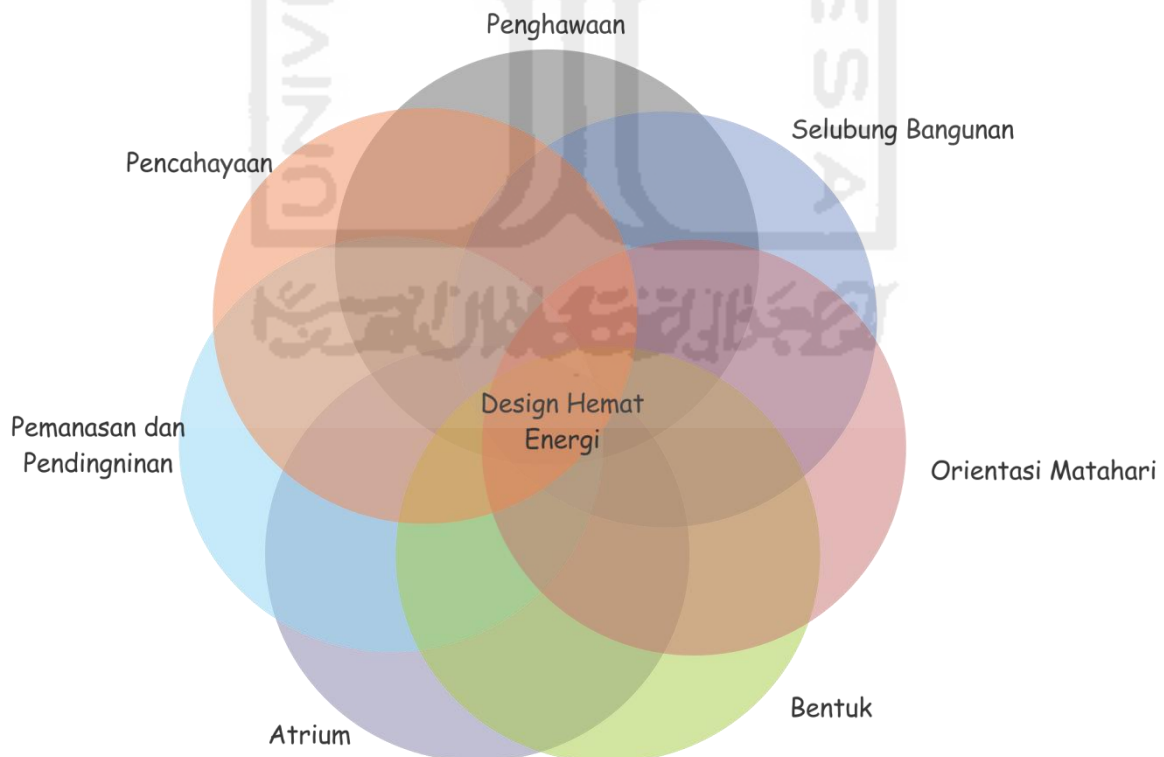 Penghawaan
Selubung Bangunan
Pencahayaan
Design Hemat
Energi
Pemanasan dan
Pendingninan
Orientasi Matahari
Bentuk
Atrium